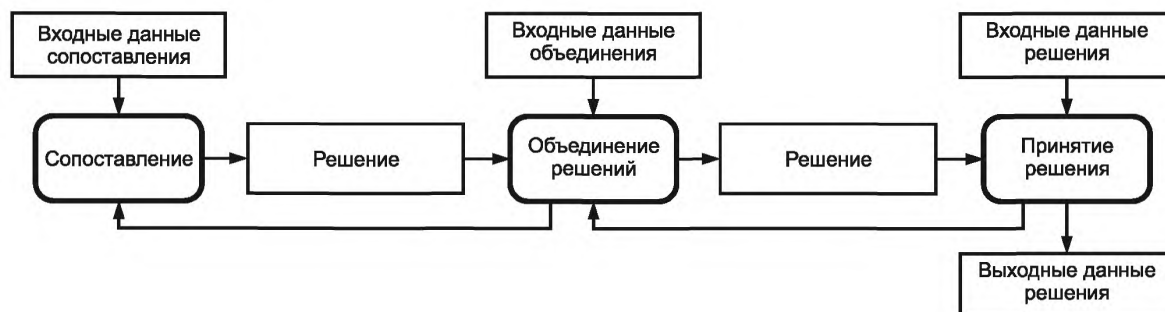 Входные данные
сопоставления
Входные данные
объединения
Входные данные
решения
Сопоставление
Решение
Объединение
решений
Решение
Принятие
решения
Выходные данные
решения